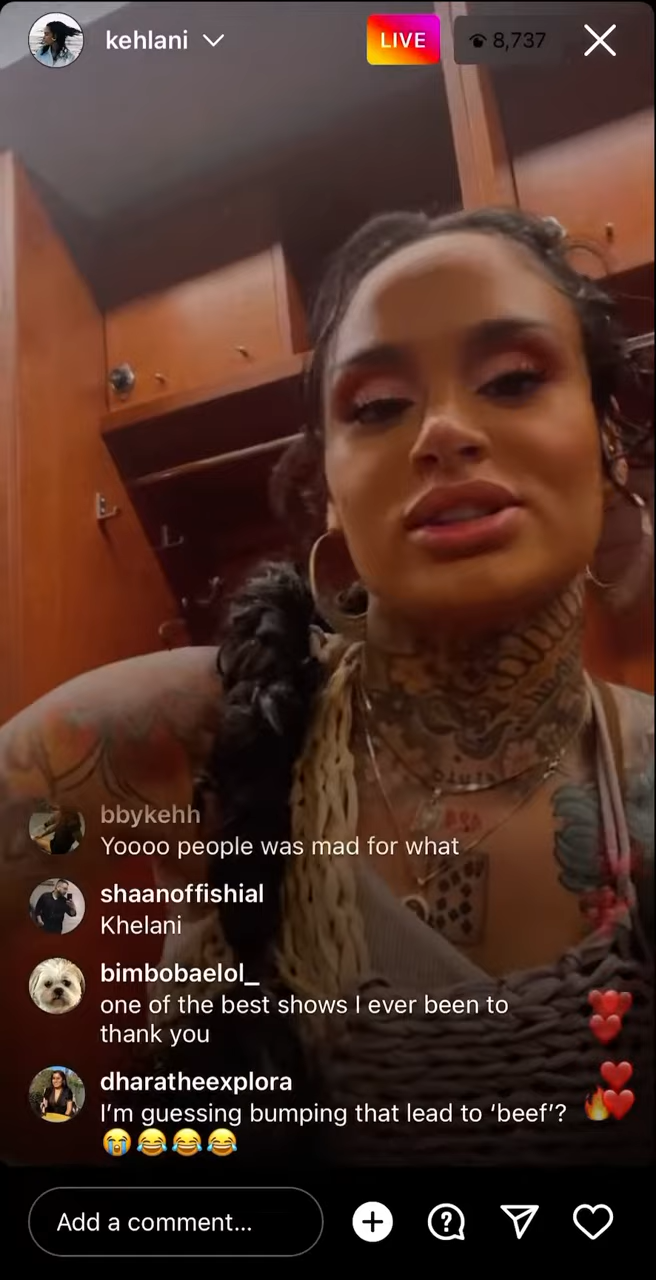 kehlani
LIVE
8,737
bbykehh
Yoooo people was mad for what
shaanoffishial
Khelani
bimbobaelol_
one of the best shows I ever been to
thank you
dharatheexplora
I’m guessing bumping that lead to ‘beef’?
😭😂😂😂
Add a comment...